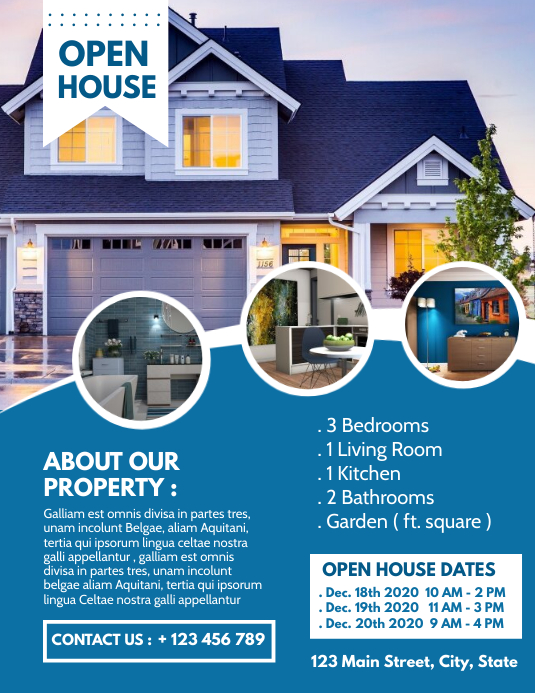 OPEN
HOUSE
1156
ABOUT OUR
PROPERTY :
Galliam est omnis divisa in partes tres,
unam incolunt Belgae, aliam Aquitani,
tertia qui ipsorum lingua celtae nostra
galli appellantur , galliam est omnis
divisa in partes tres, unam incolunt
belgae aliam Aquitani, tertia qui ipsorum
lingua Celtae nostra galli appellantur
CONTACT US : + 123 456 789
. 3 Bedrooms
. 1 Living Room
. 1 Kitchen
. 2 Bathrooms
. Garden ( ft. square )
OPEN HOUSE DATES
. Dec. 18th 2020 10 AM - 2 PM
. Dec. 19th 2020 11 AM - 3 PM
. Dec. 20th 2020 9 AM - 4 PM
123 Main Street, City, State